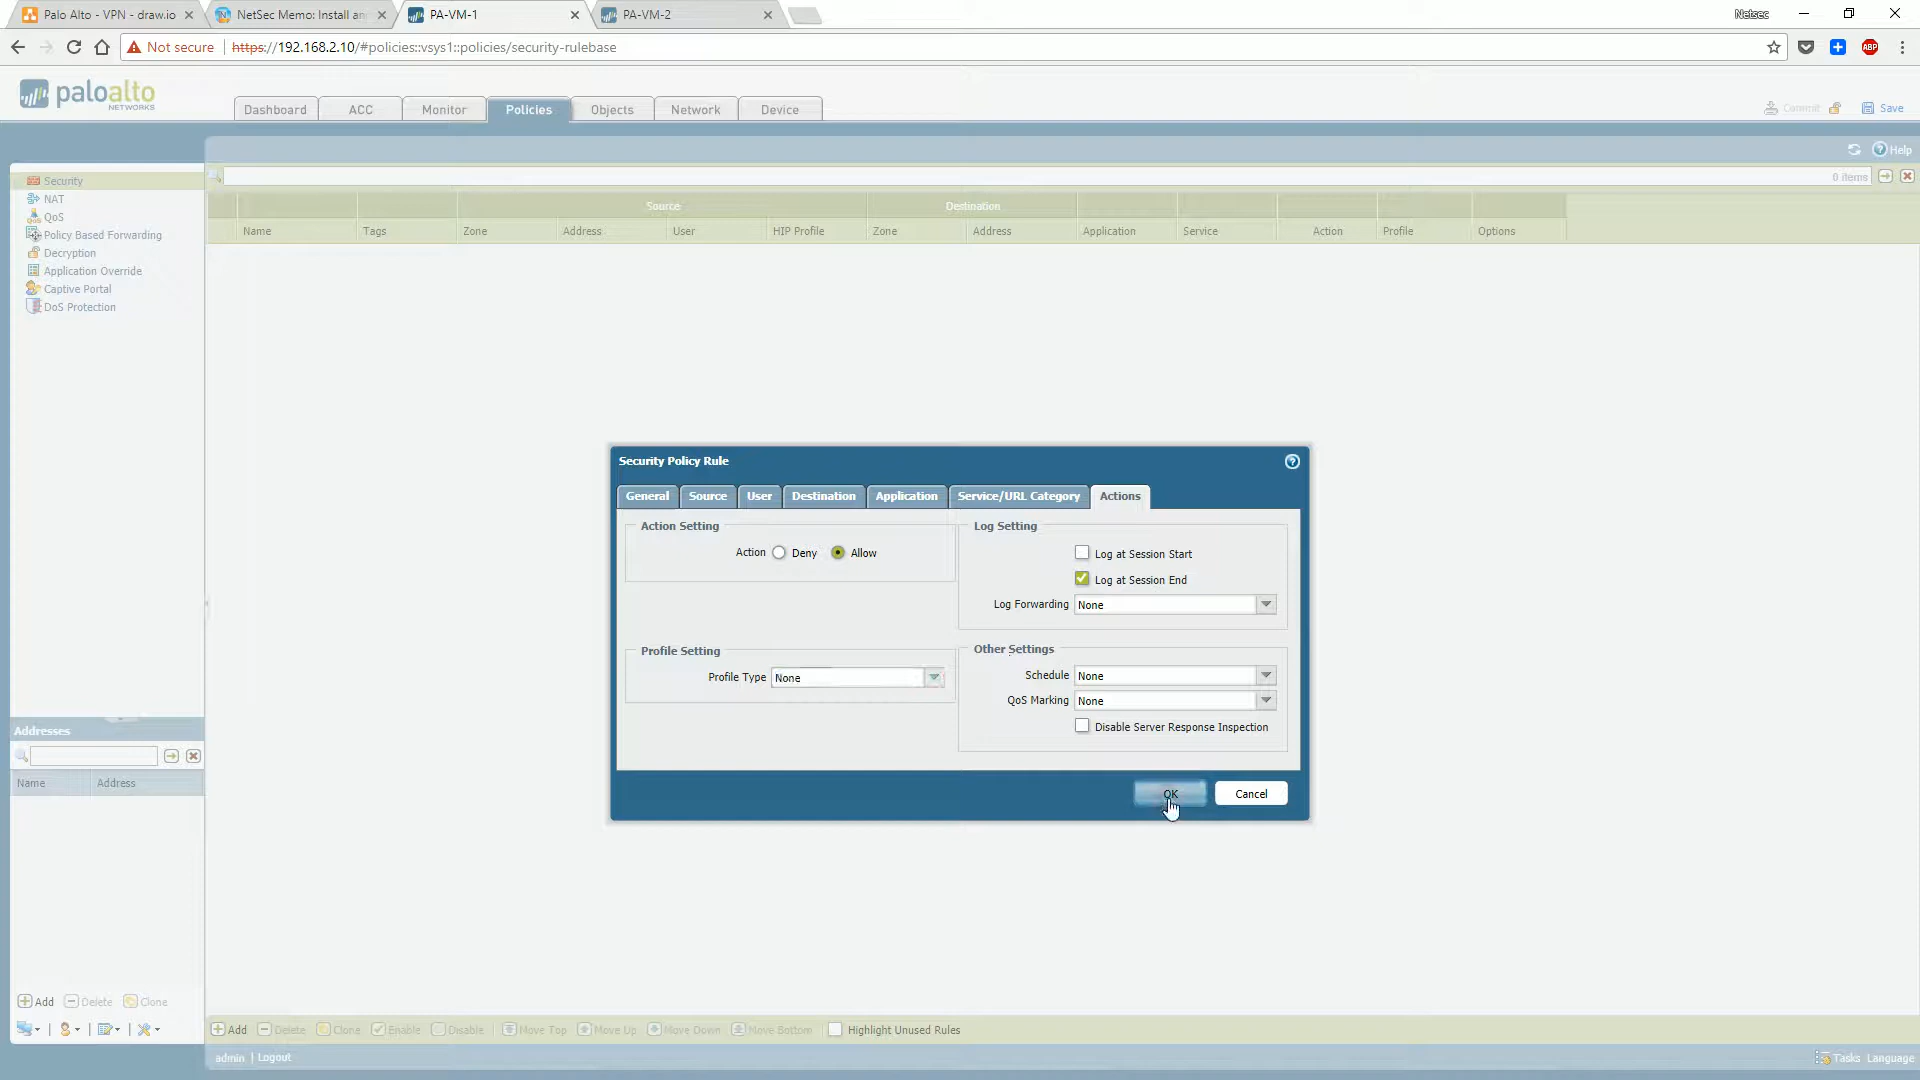 Palo Alto - VPN - draw.io
NetSec Memo: Install an
PA-VM-1
PA-VM-2
Netsec
Not secure
https://192.168.2.10/#policies::vsys1::policies/security-rulebase
ABP
paloalto
NETWORKS
Dashboard
ACC
Monitor
Policies
Objects
Network
Device
Commit
Save
Help
Security
NAT
QoS
Policy Based Forwarding
Decryption
Application Override
Captive Portal
DoS Protection
0 items
Source
Destination
Name
Tags
Zone
Address
User
HIP Profile
Zone
Address
Application
Service
Action
Profile
Options
Security Policy Rule
General
Source
User
Destination
Application
Service/URL Category
Actions
Action Setting
Action
Deny
Allow
Log Setting
Log at Session Start
Log at Session End
Log Forwarding
None
Profile Setting
Profile Type
None
Other Settings
Schedule
None
QoS Marking
None
Disable Server Response Inspection
OK
Cancel
Addresses
Name
Address
Add
Delete
Clone
Add
Delete
Clone
Enable
Disable
Move Top
Move Up
Move Down
Move Bottom
Highlight Unused Rules
admin | Logout
Tasks
Language